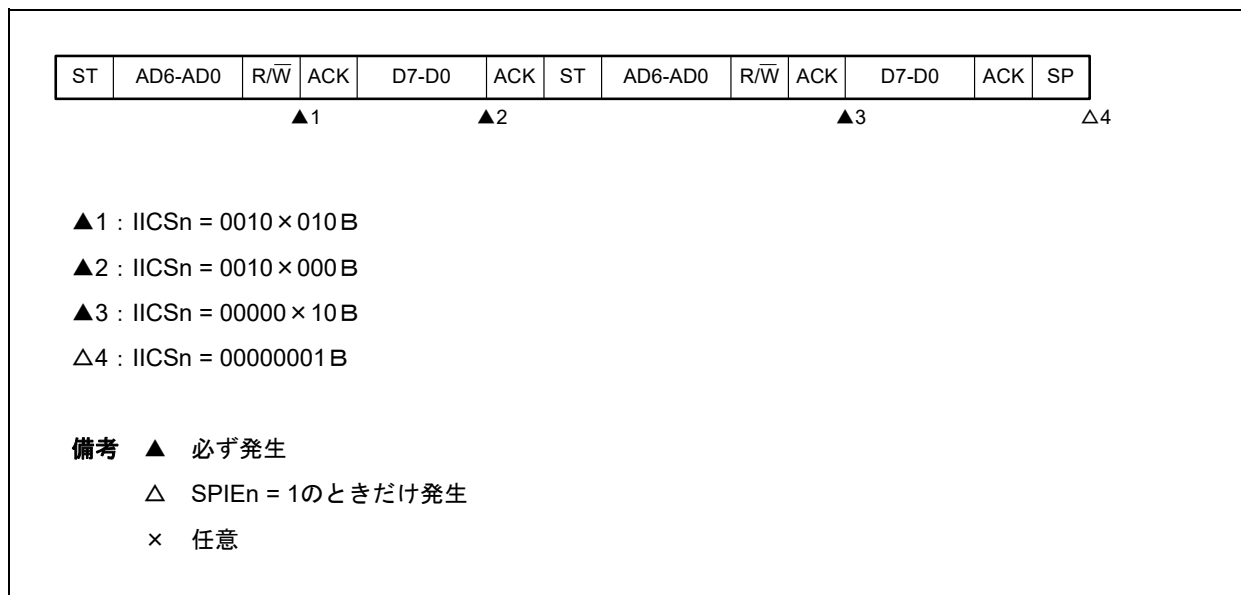 ST AD6-AD0 R/W̅ ACK D7-D0 ACK ST AD6-AD0 R/W̅ ACK D7-D0 ACK SP
▲1 ▲2 ▲3 △4
▲1：IICSn = 0010×010B
▲2：IICSn = 0010×000B
▲3：IICSn = 00000×10B
△4：IICSn = 00000001B
備考 ▲ 必ず発生
△ SPIEn = 1のときだけ発生
× 任意